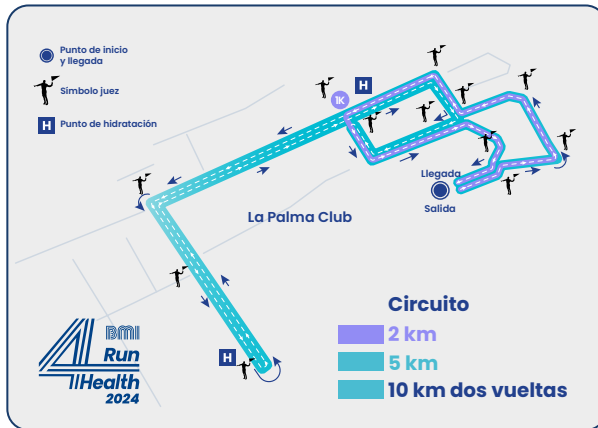 Punto de inicio
y llegada
Símbolo juez
H
Punto de hidratación
1K
H
Llegada
Salida
La Palma Club
H
Circuito
2 km
5 km
10 km dos vueltas
4
BMI
Run
Health
2024